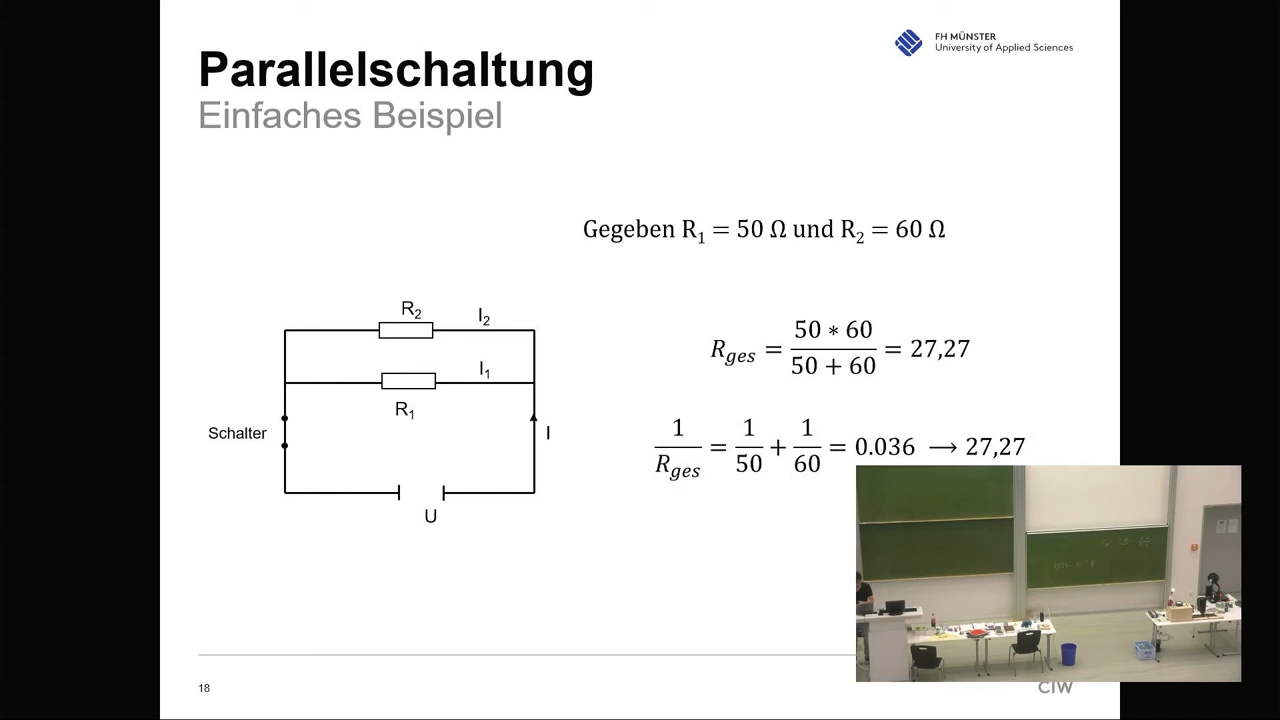 FH MÜNSTER
University of Applied Sciences
Parallelschaltung
Einfaches Beispiel
Gegeben R₁ = 50 Ω und R₂ = 60 Ω
R₂
I₂
I₁
R₁
Schalter
I
U
R_ges = (50 * 60)/(50 + 60) = 27,27
1/R_ges = 1/50 + 1/60 = 0.036 → 27,27
18
CIW